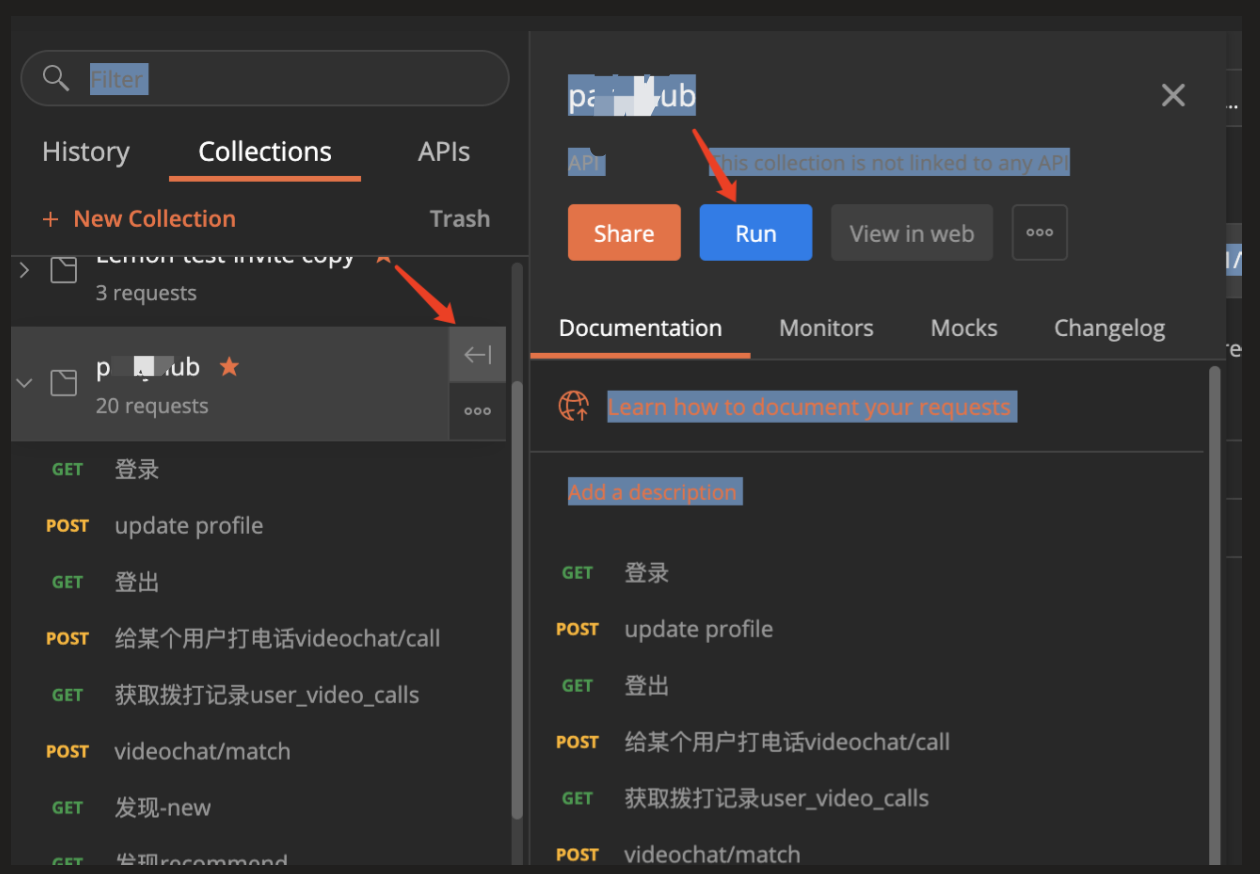 Filter
History Collections APIs
+ New Collection Trash
Lemon test invite copy
3 requests
20 requests
GET 登录
POST update profile
GET 登出
POST 给某个用户打电话videochat/call
GET 获取拨打记录user_video_calls
POST videochat/match
GET 发现-new
GET 发现recommend
API This collection is not linked to any API
Share Run View in web
Documentation Monitors Mocks Changelog
Learn how to document your requests
Add a description
GET 登录
POST update profile
GET 登出
POST 给某个用户打电话videochat/call
GET 获取拨打记录user_video_calls
POST videochat/match